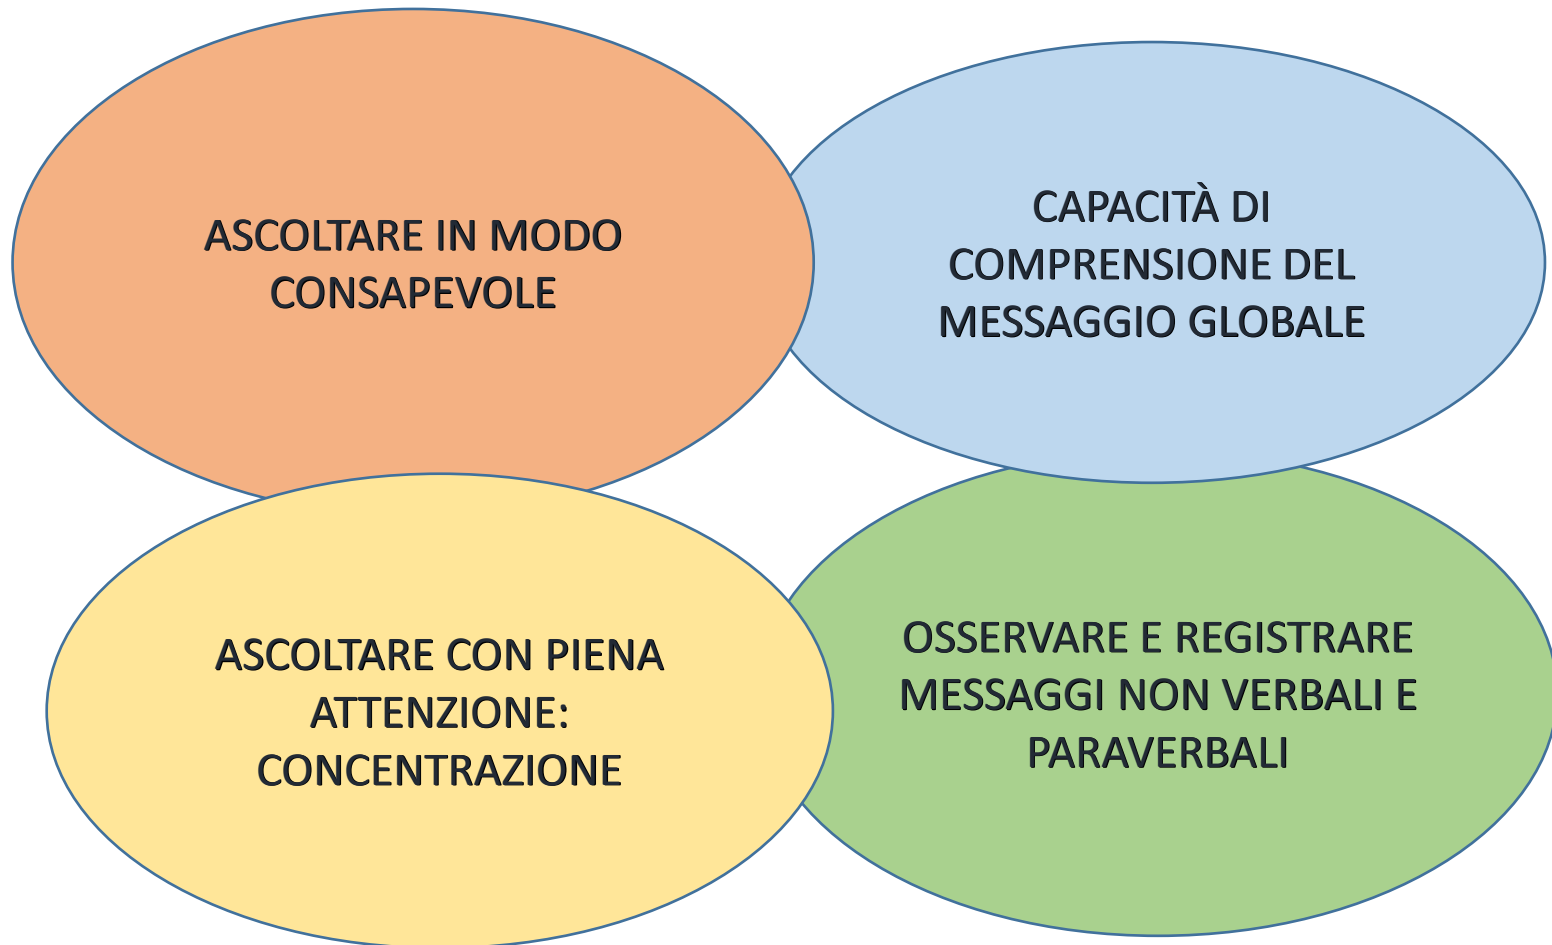 ASCOLTARE IN MODO
CONSAPEVOLE
CAPACITÀ DI
COMPRENSIONE DEL
MESSAGGIO GLOBALE
ASCOLTARE CON PIENA
ATTENZIONE:
CONCENTRAZIONE
OSSERVARE E REGISTRARE
MESSAGGI NON VERBALI E
PARAVERBALI